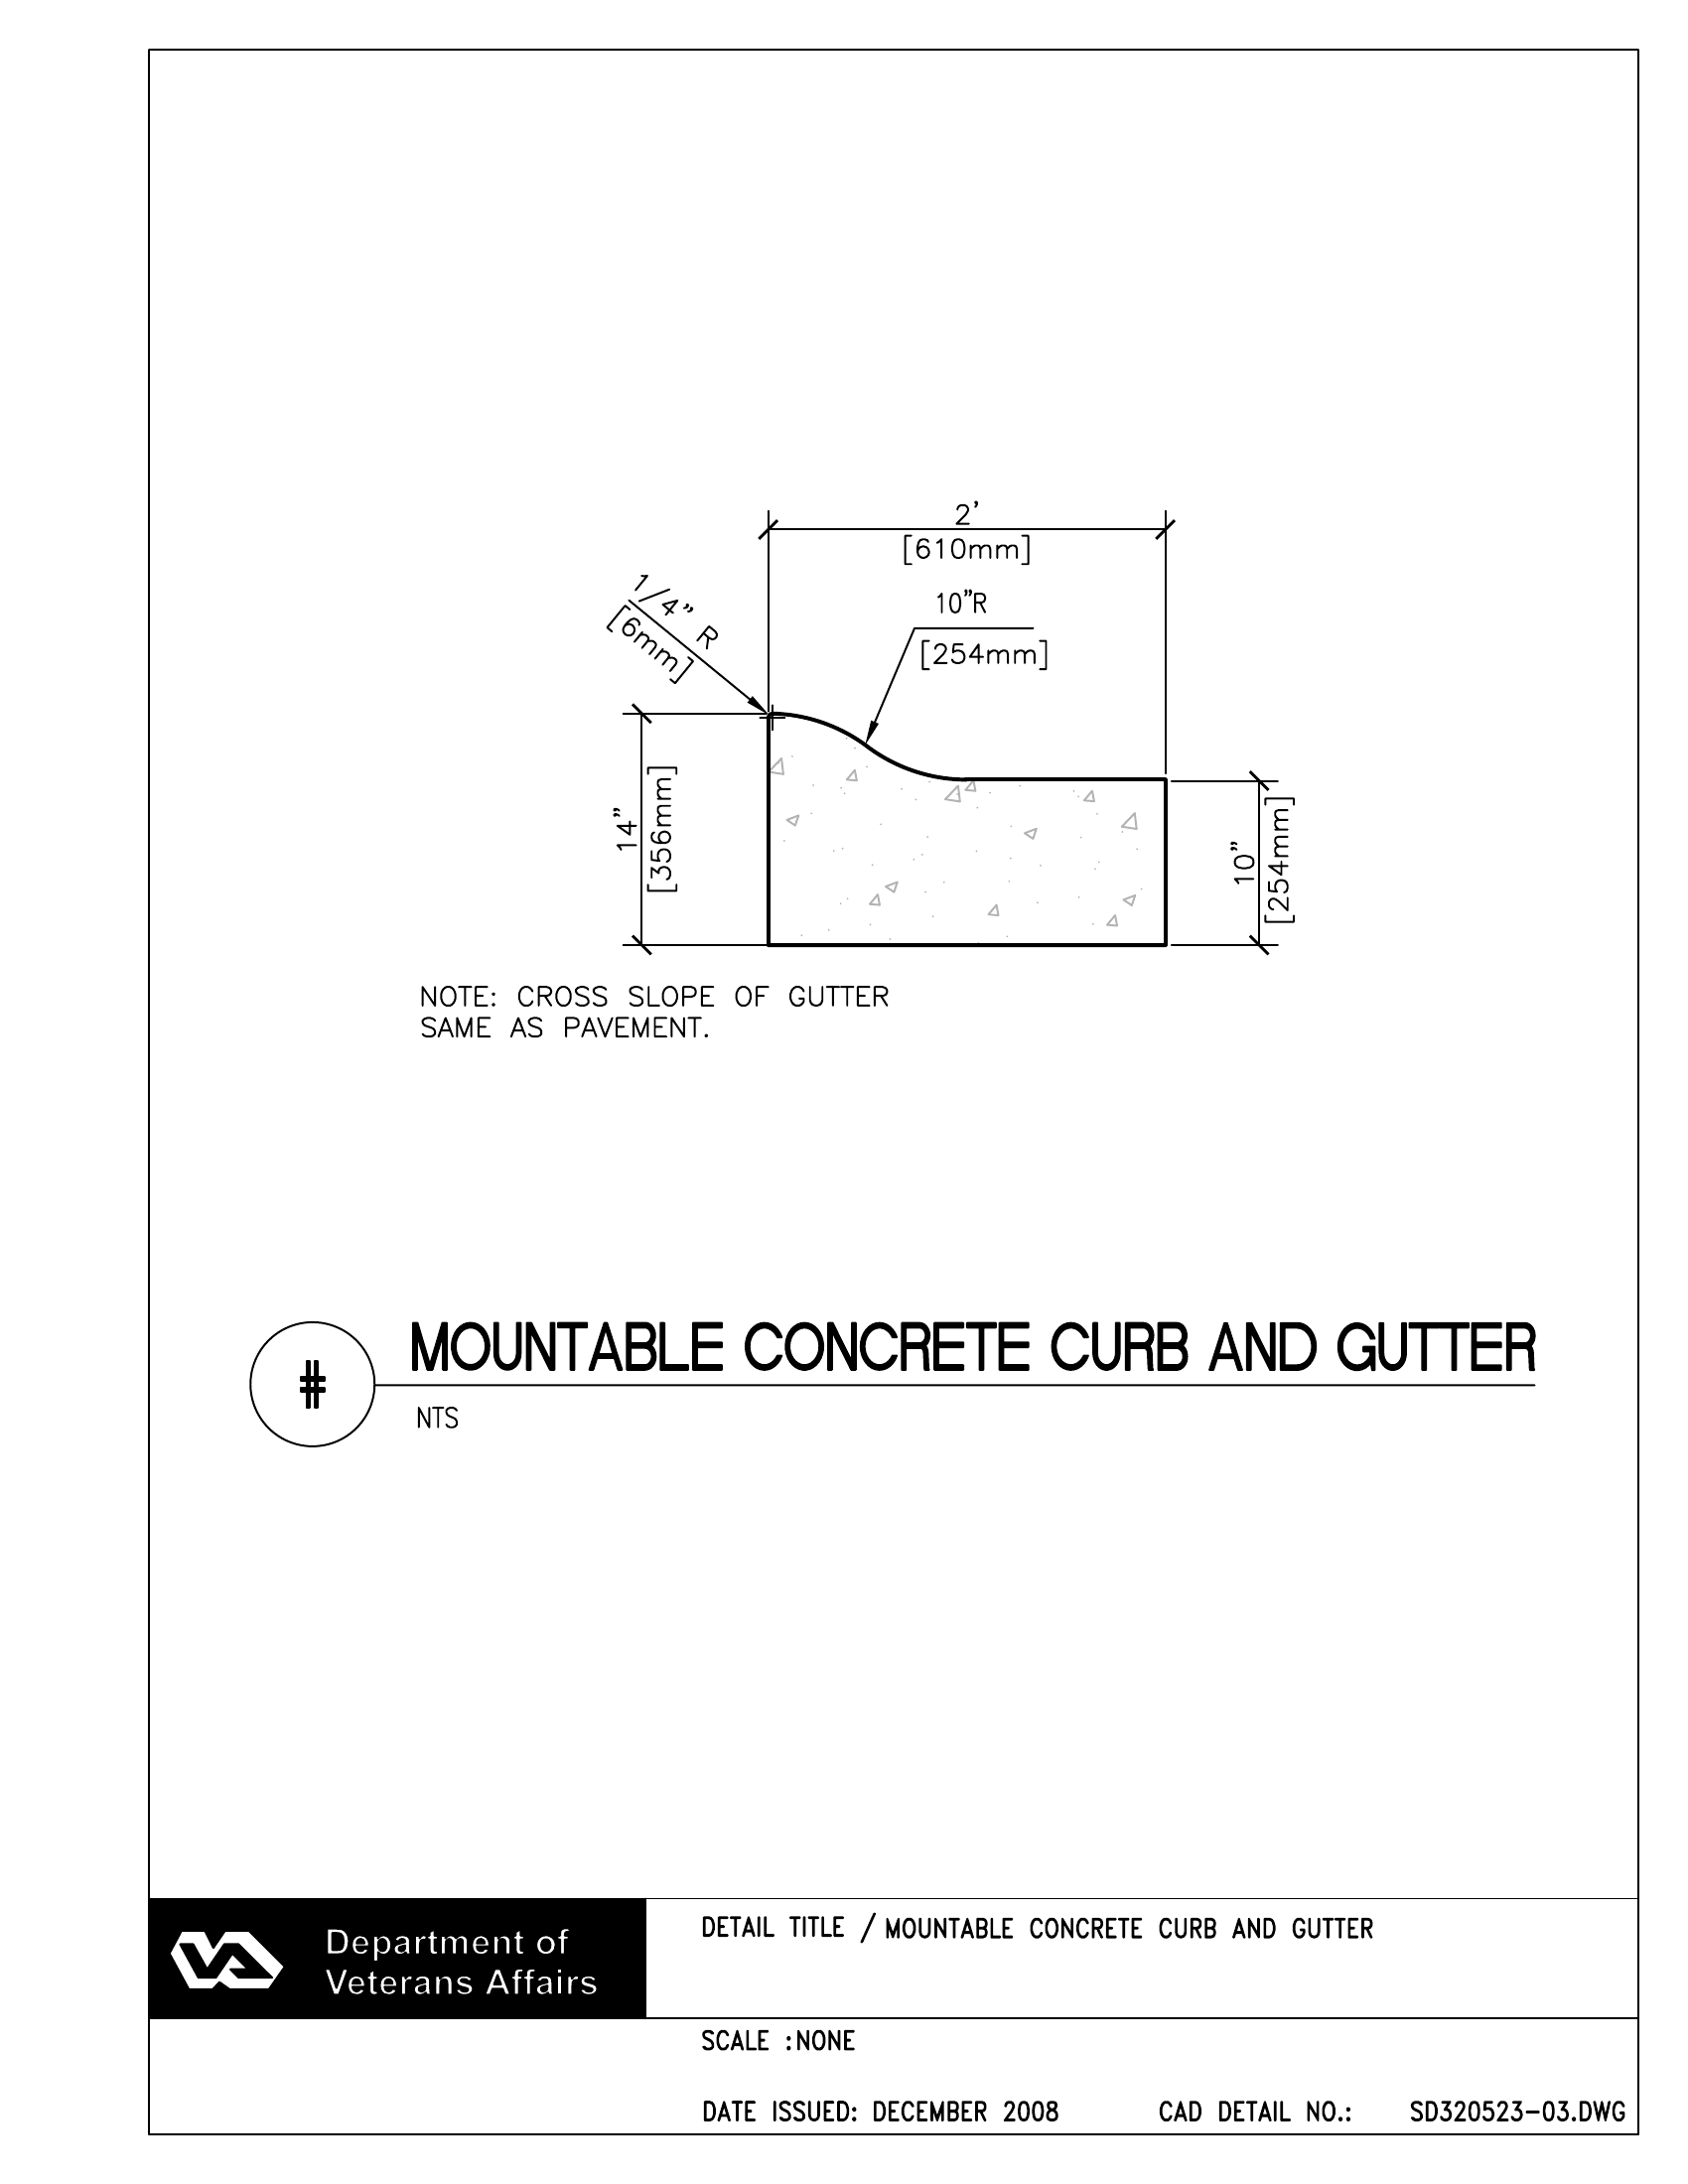 2'
[610mm]
1/4" R
[6mm]
10"R
[254mm]
14"
[356mm]
10"
[254mm]
NOTE: CROSS SLOPE OF GUTTER
SAME AS PAVEMENT.
#
MOUNTABLE CONCRETE CURB AND GUTTER
NTS
Department of
Veterans Affairs
DETAIL TITLE / MOUNTABLE CONCRETE CURB AND GUTTER
SCALE :NONE
DATE ISSUED: DECEMBER 2008
CAD DETAIL NO.: SD320523-03.DWG